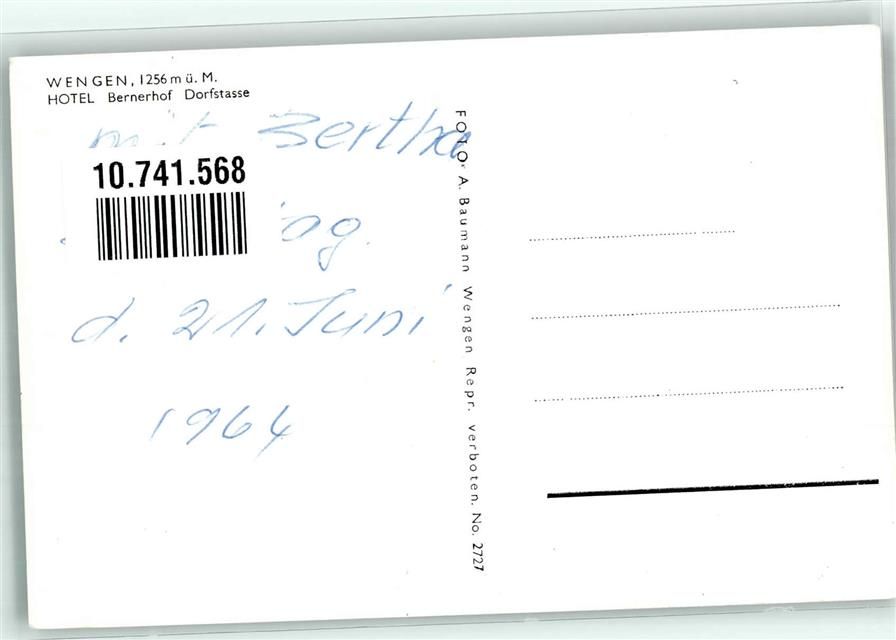 WENGEN, 1256 m ü. M.
HOTEL Bernerhof Dorfstasse
mit Bertha
10.741.568
d. 21. Juni
1964
FOTO A. Baumann Wengen Repr. verboten. No. 2727